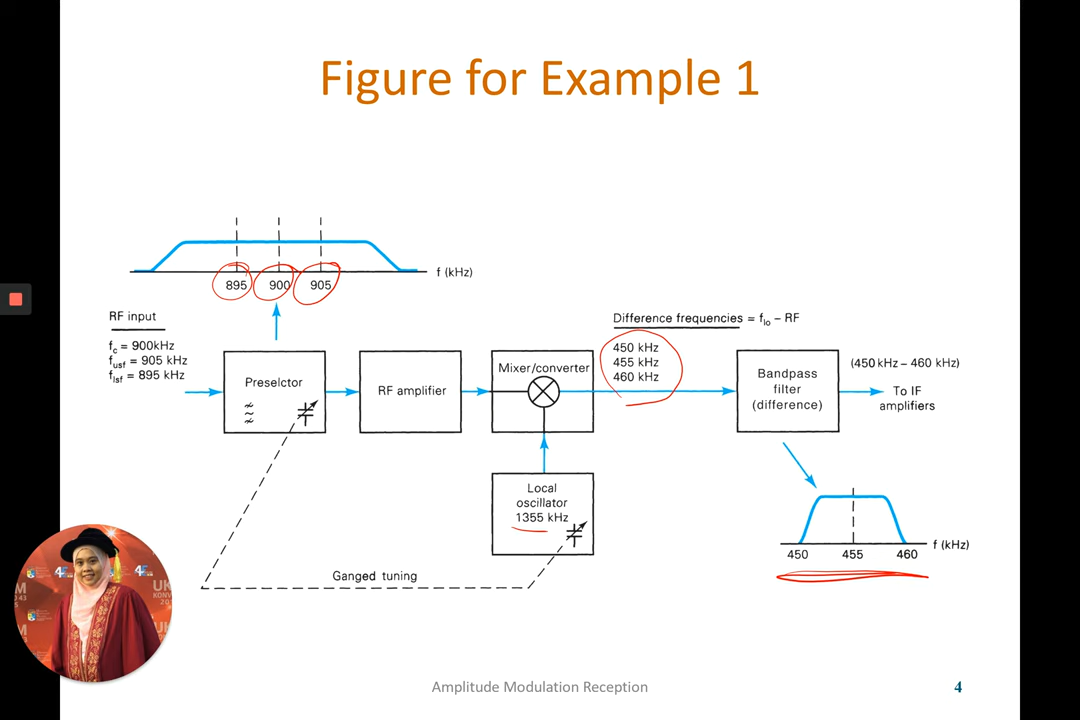 Figure for Example 1
f (kHz)
895
900
905
RF input
fc = 900kHz
fusf = 905 kHz
flsf = 895 kHz
Preselctor
RF amplifier
Mixer/converter
Difference frequencies = flo – RF
450 kHz
455 kHz
460 kHz
Bandpass
filter
(difference)
(450 kHz – 460 kHz)
To IF
amplifiers
Local
oscillator
1355 kHz
Ganged tuning
450
455
460
f (kHz)
Amplitude Modulation Reception
4